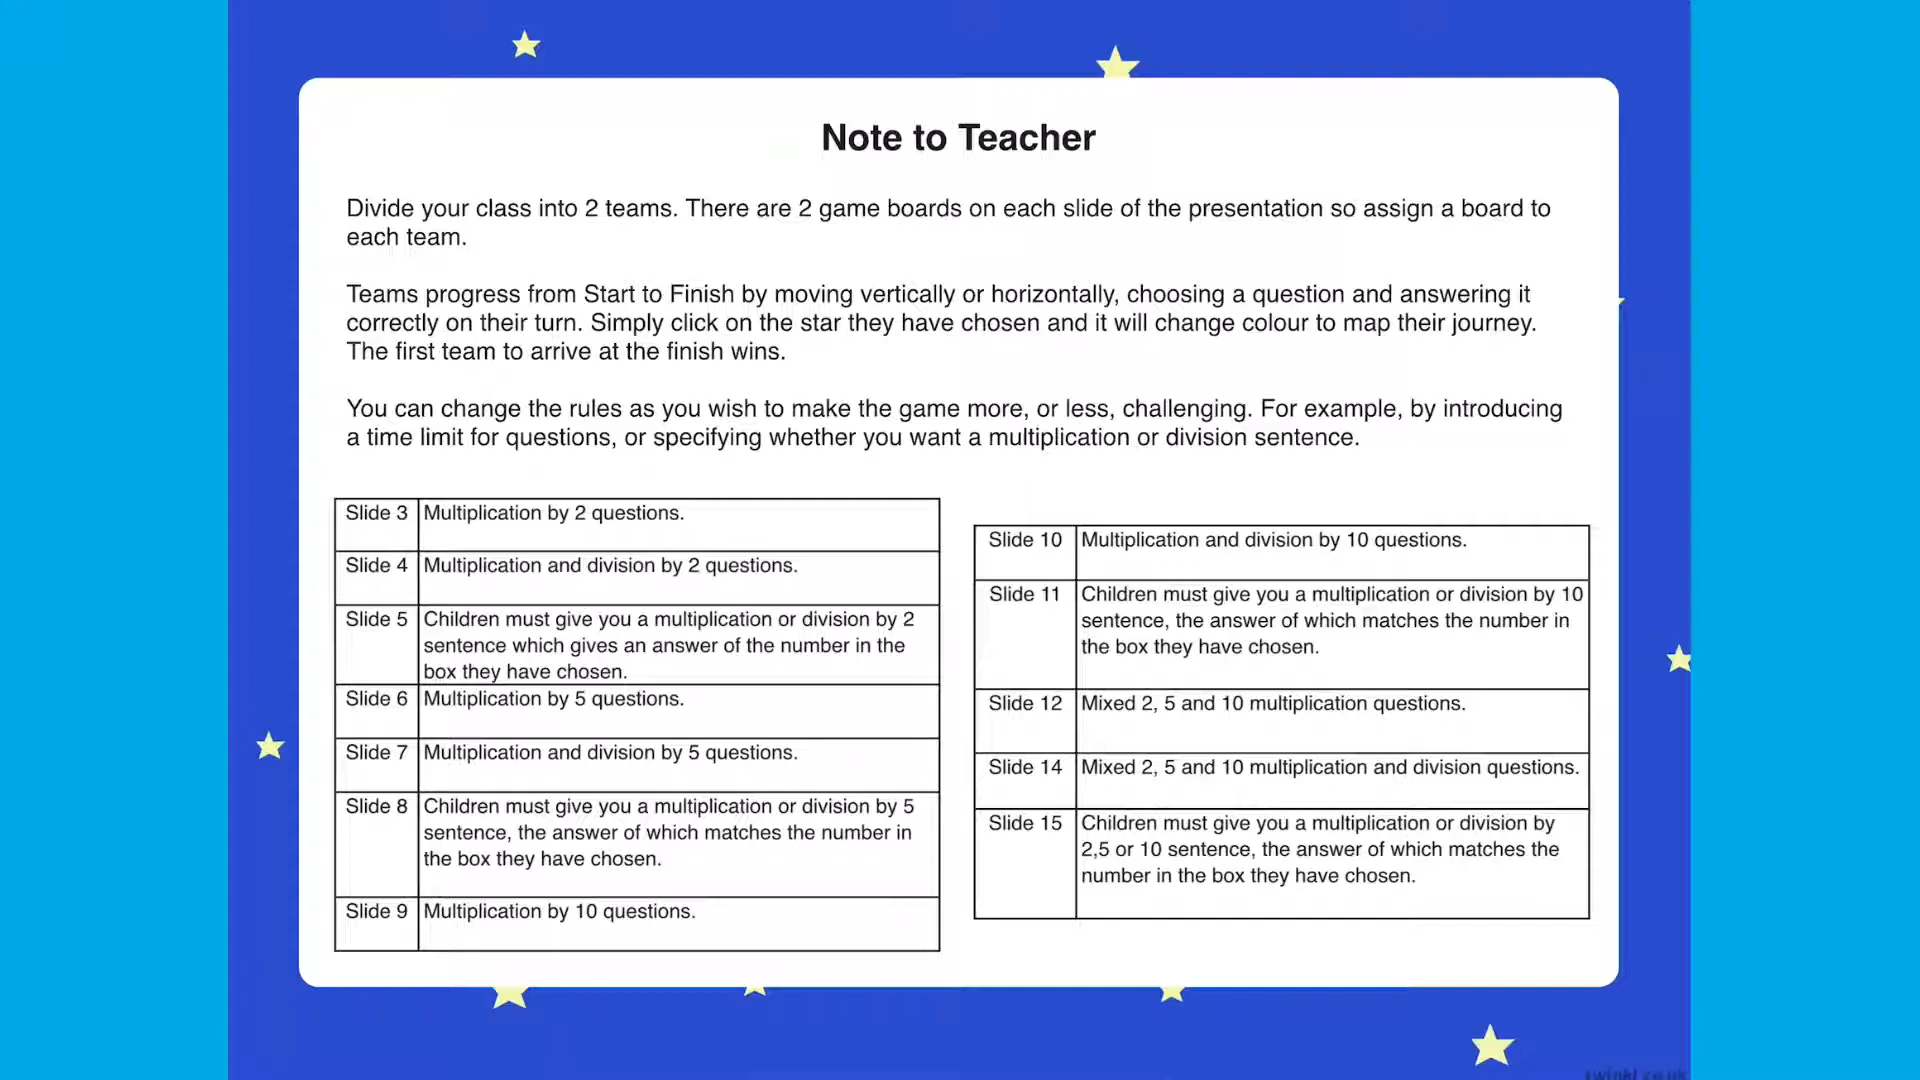 Note to Teacher
Divide your class into 2 teams. There are 2 game boards on each slide of the presentation so assign a board to
each team.
Teams progress from Start to Finish by moving vertically or horizontally, choosing a question and answering it
correctly on their turn. Simply click on the star they have chosen and it will change colour to map their journey.
The first team to arrive at the finish wins.
You can change the rules as you wish to make the game more, or less, challenging. For example, by introducing
a time limit for questions, or specifying whether you want a multiplication or division sentence.
Slide 3 Multiplication by 2 questions.
Slide 4 Multiplication and division by 2 questions.
Slide 5 Children must give you a multiplication or division by 2
sentence which gives an answer of the number in the
box they have chosen.
Slide 6 Multiplication by 5 questions.
Slide 7 Multiplication and division by 5 questions.
Slide 8 Children must give you a multiplication or division by 5
sentence, the answer of which matches the number in
the box they have chosen.
Slide 9 Multiplication by 10 questions.
Slide 10 Multiplication and division by 10 questions.
Slide 11 Children must give you a multiplication or division by 10
sentence, the answer of which matches the number in
the box they have chosen.
Slide 12 Mixed 2, 5 and 10 multiplication questions.
Slide 14 Mixed 2, 5 and 10 multiplication and division questions.
Slide 15 Children must give you a multiplication or division by
2,5 or 10 sentence, the answer of which matches the
number in the box they have chosen.